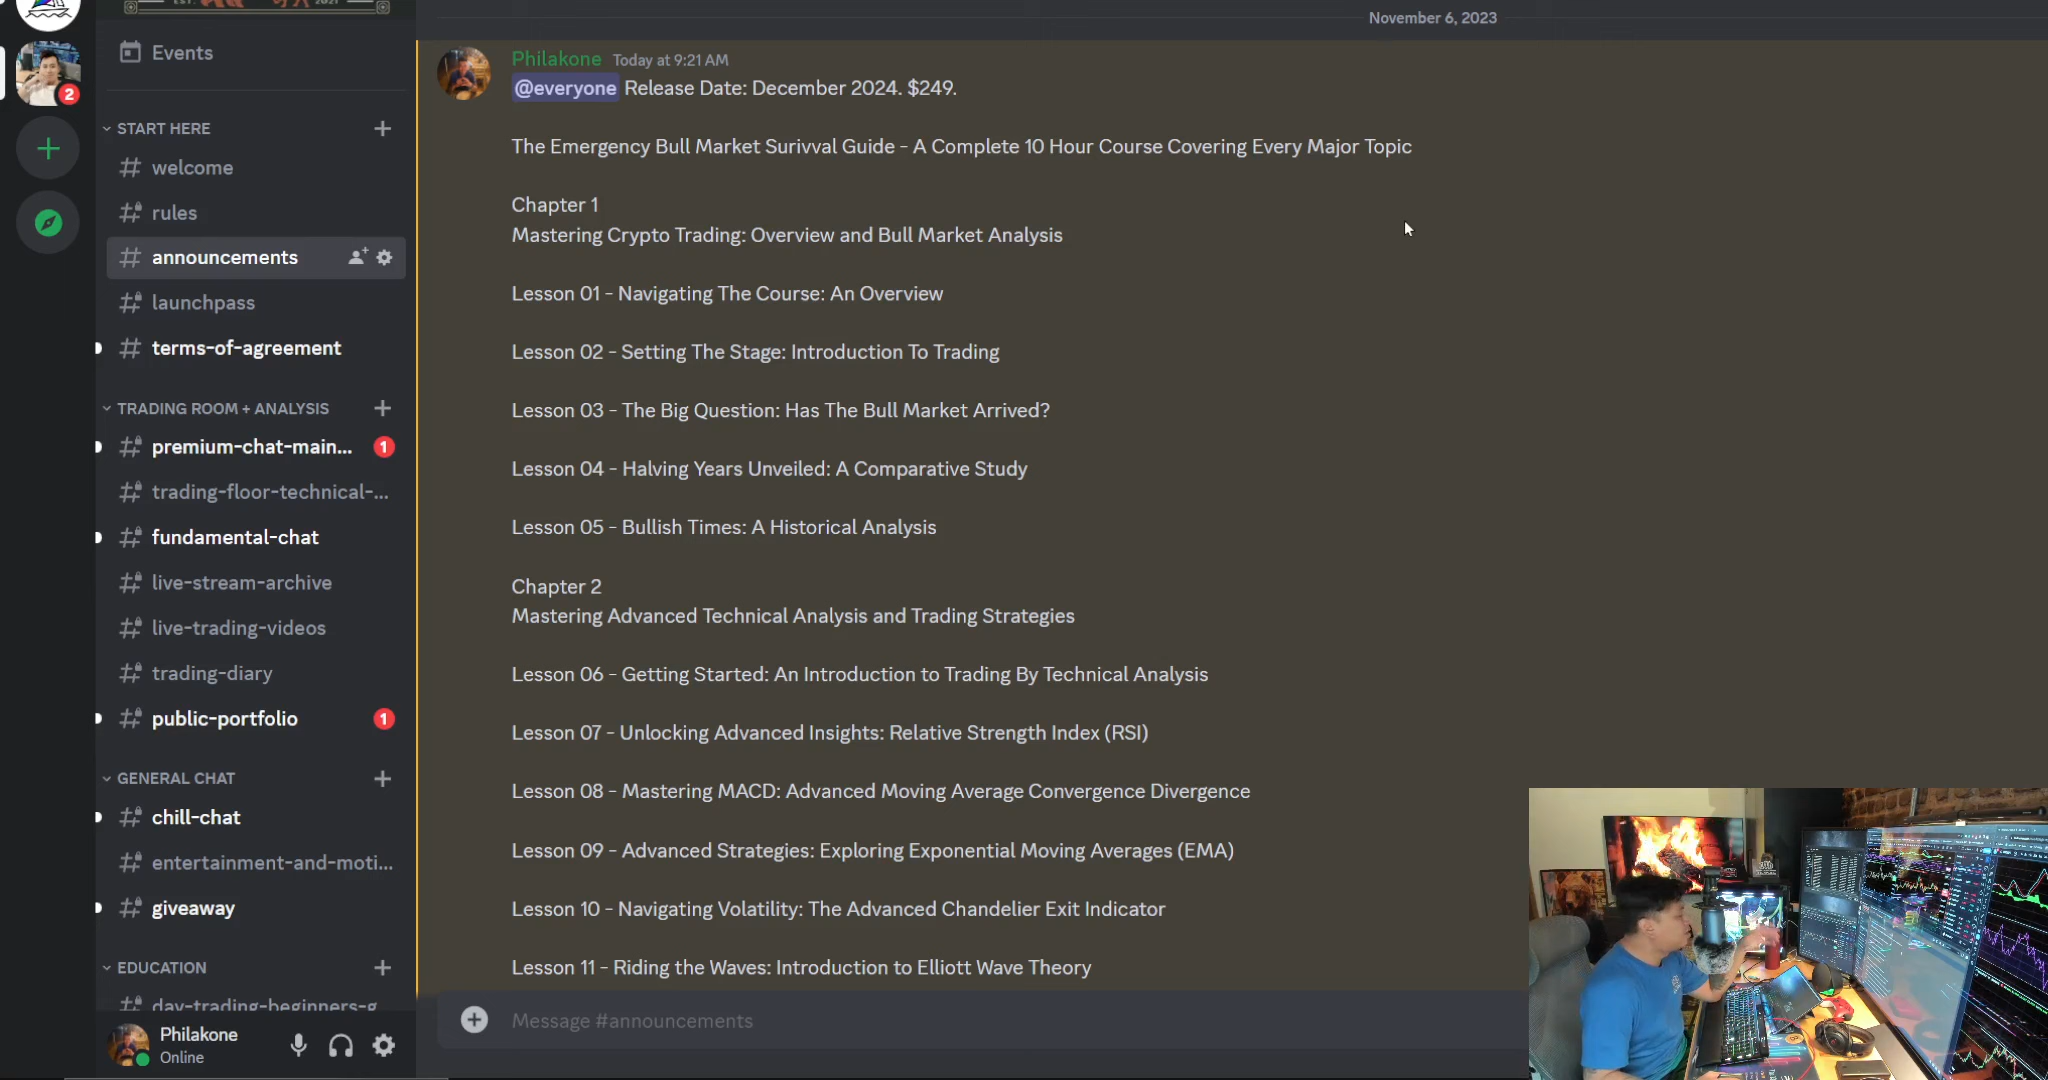 EST. 2021
Events
START HERE
welcome
rules
announcements
launchpass
terms-of-agreement
TRADING ROOM + ANALYSIS
premium-chat-main... 1
trading-floor-technical-...
fundamental-chat
live-stream-archive
live-trading-videos
trading-diary
public-portfolio 1
GENERAL CHAT
chill-chat
entertainment-and-moti...
giveaway
EDUCATION
day-trading-beginners-g
2
Philakone
Online
November 6, 2023
Philakone Today at 9:21 AM
@everyone Release Date: December 2024. $249.
The Emergency Bull Market Surivval Guide - A Complete 10 Hour Course Covering Every Major Topic
Chapter 1
Mastering Crypto Trading: Overview and Bull Market Analysis
Lesson 01 - Navigating The Course: An Overview
Lesson 02 - Setting The Stage: Introduction To Trading
Lesson 03 - The Big Question: Has The Bull Market Arrived?
Lesson 04 - Halving Years Unveiled: A Comparative Study
Lesson 05 - Bullish Times: A Historical Analysis
Chapter 2
Mastering Advanced Technical Analysis and Trading Strategies
Lesson 06 - Getting Started: An Introduction to Trading By Technical Analysis
Lesson 07 - Unlocking Advanced Insights: Relative Strength Index (RSI)
Lesson 08 - Mastering MACD: Advanced Moving Average Convergence Divergence
Lesson 09 - Advanced Strategies: Exploring Exponential Moving Averages (EMA)
Lesson 10 - Navigating Volatility: The Advanced Chandelier Exit Indicator
Lesson 11 - Riding the Waves: Introduction to Elliott Wave Theory
Message #announcements